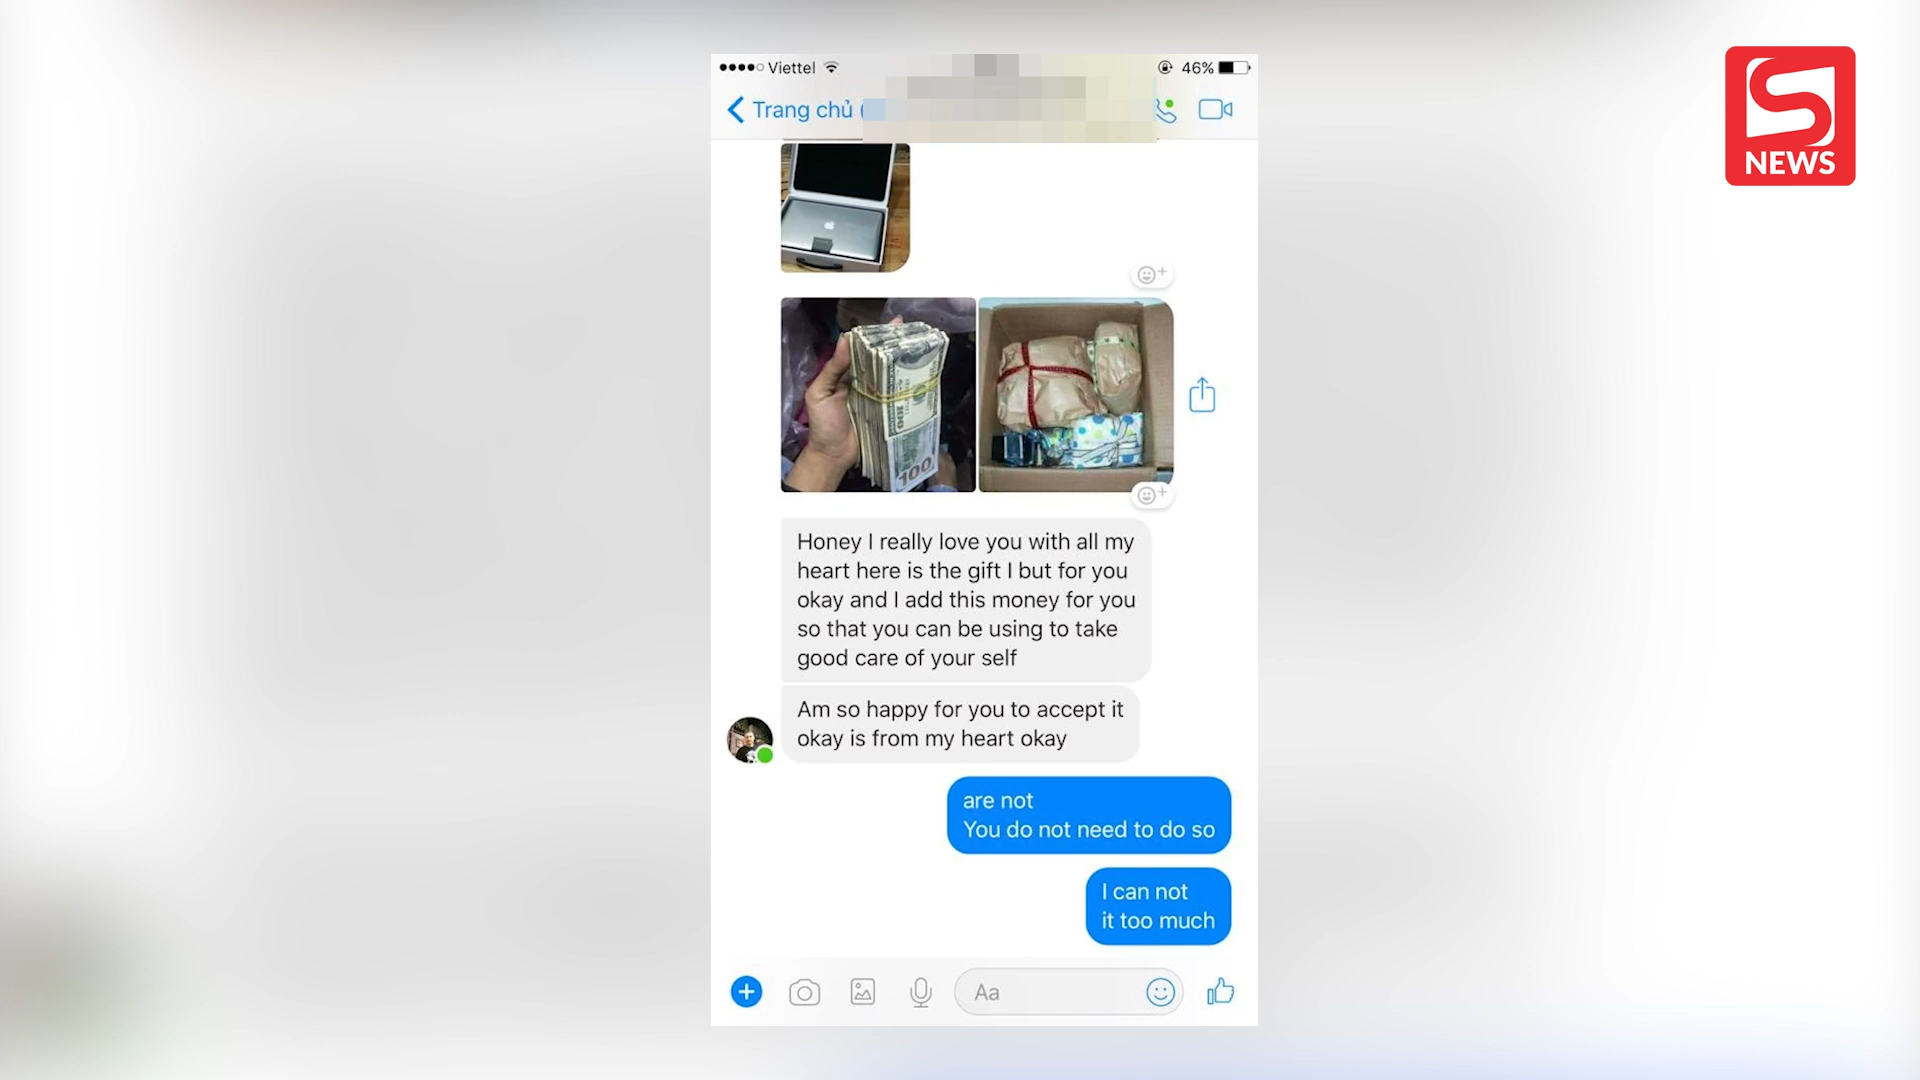 Viettel
46%
Trang chủ (
S
NEWS
100
100
Honey I really love you with all my
heart here is the gift I but for you
okay and I add this money for you
so that you can be using to take
good care of your self
Am so happy for you to accept it
okay is from my heart okay
are not
You do not need to do so
I can not
it too much
Aa